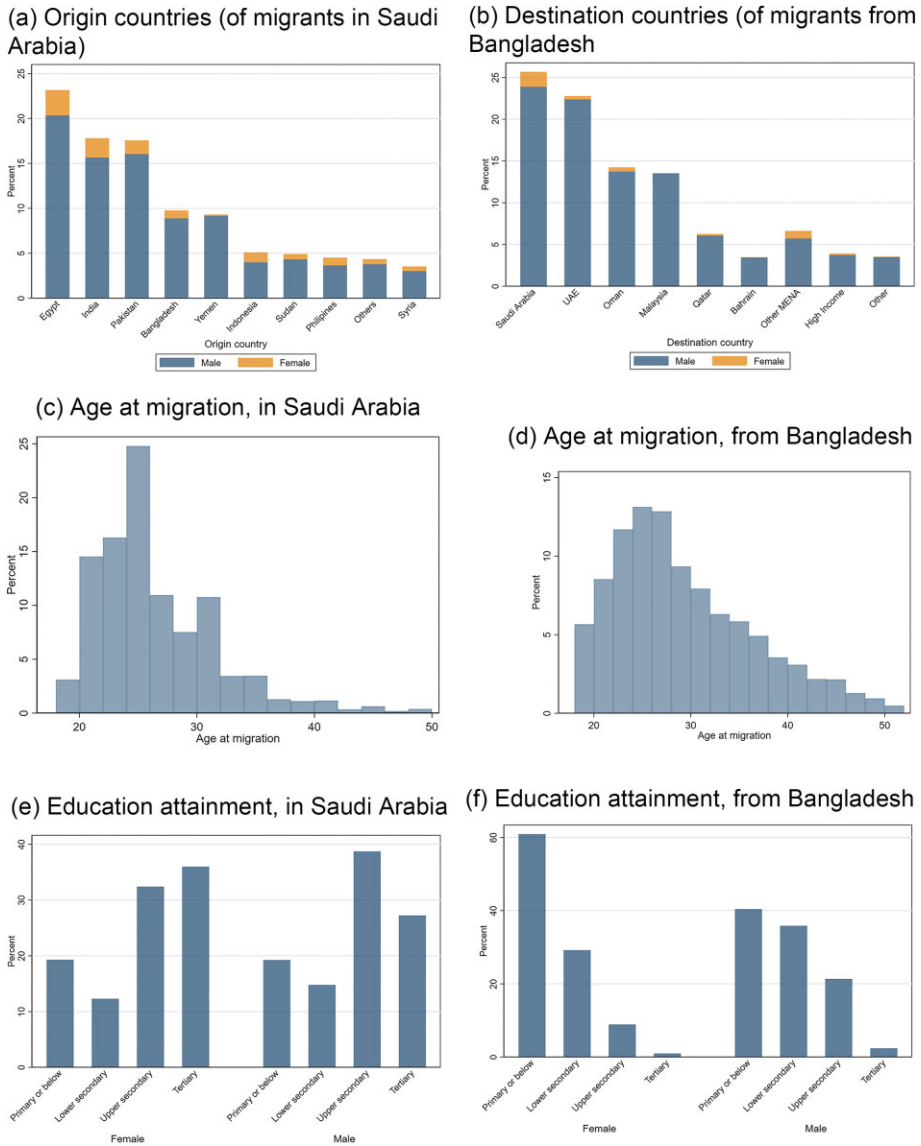 (a) Origin countries (of migrants in Saudi
Arabia)
25
20
15
10
5
0
Percent
Egypt
India
Pakistan
Bangladesh
Yemen
Indonesia
Sudan
Philipines
Others
Syria
Origin country
Male Female
(b) Destination countries (of migrants from
Bangladesh
25
20
15
10
5
0
Percent
Saudi Arabia
UAE
Oman
Malaysia
Qatar
Bahrain
Other MENA
High Income
Other
Destination country
Male Female
(c) Age at migration, in Saudi Arabia
25
20
15
10
5
0
Percent
20 30 40 50
Age at migration
(d) Age at migration, from Bangladesh
15
10
5
0
Percent
20 30 40 50
Age at migration
(e) Education attainment, in Saudi Arabia
40
30
20
10
0
Percent
Primary or below
Lower secondary
Upper secondary
Tertiary
Primary or below
Lower secondary
Upper secondary
Tertiary
Female Male
(f) Education attainment, from Bangladesh
60
40
20
0
Percent
Primary or below
Lower secondary
Upper secondary
Tertiary
Primary or below
Lower secondary
Upper secondary
Tertiary
Female Male